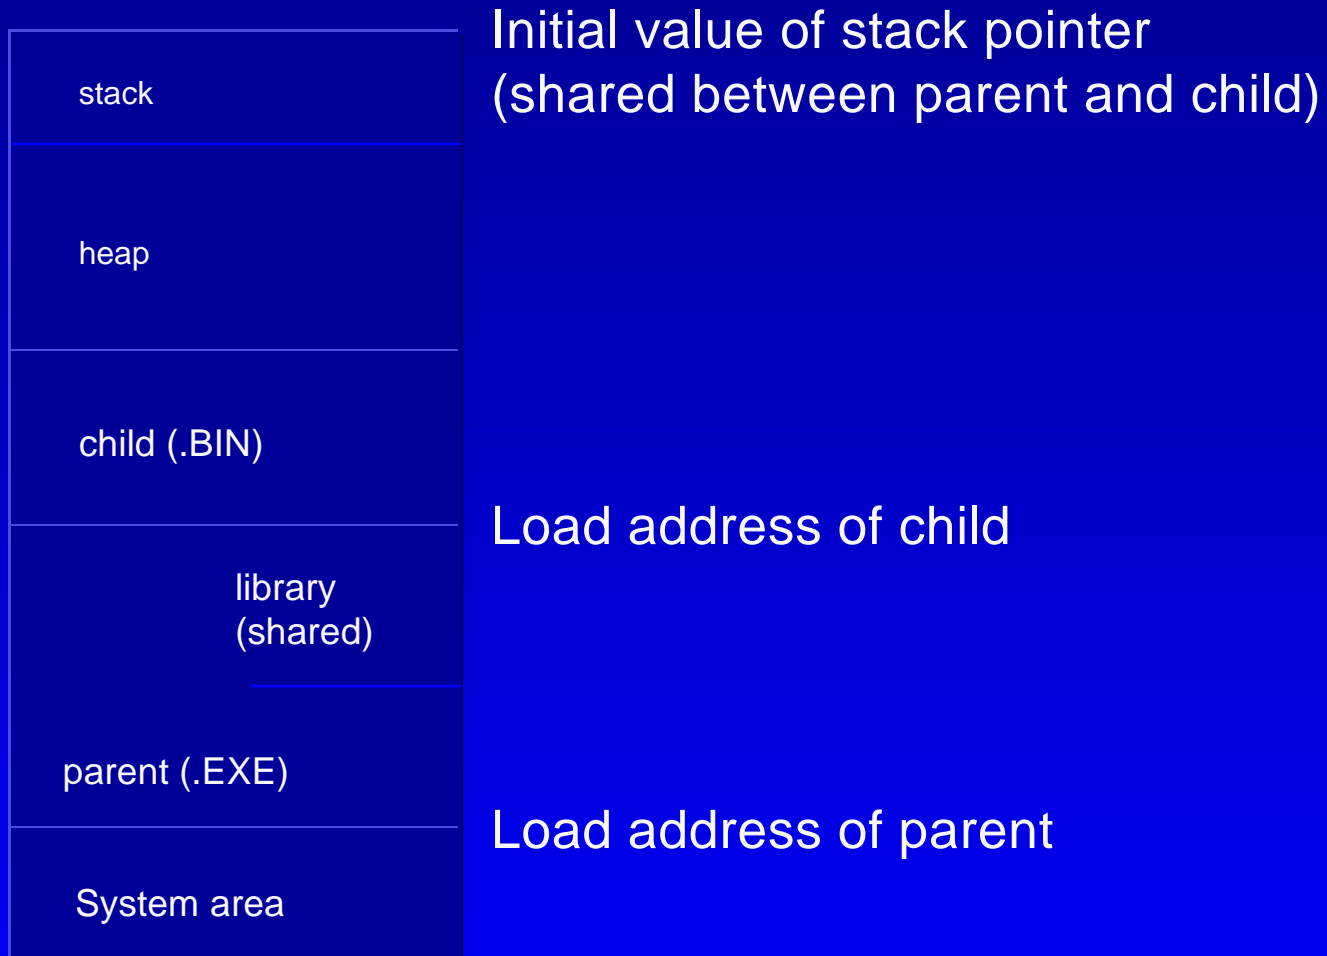 Initial value of stack pointer
(shared between parent and child)
stack
heap
child (.BIN)
Load address of child
library
(shared)
parent (.EXE)
Load address of parent
System area